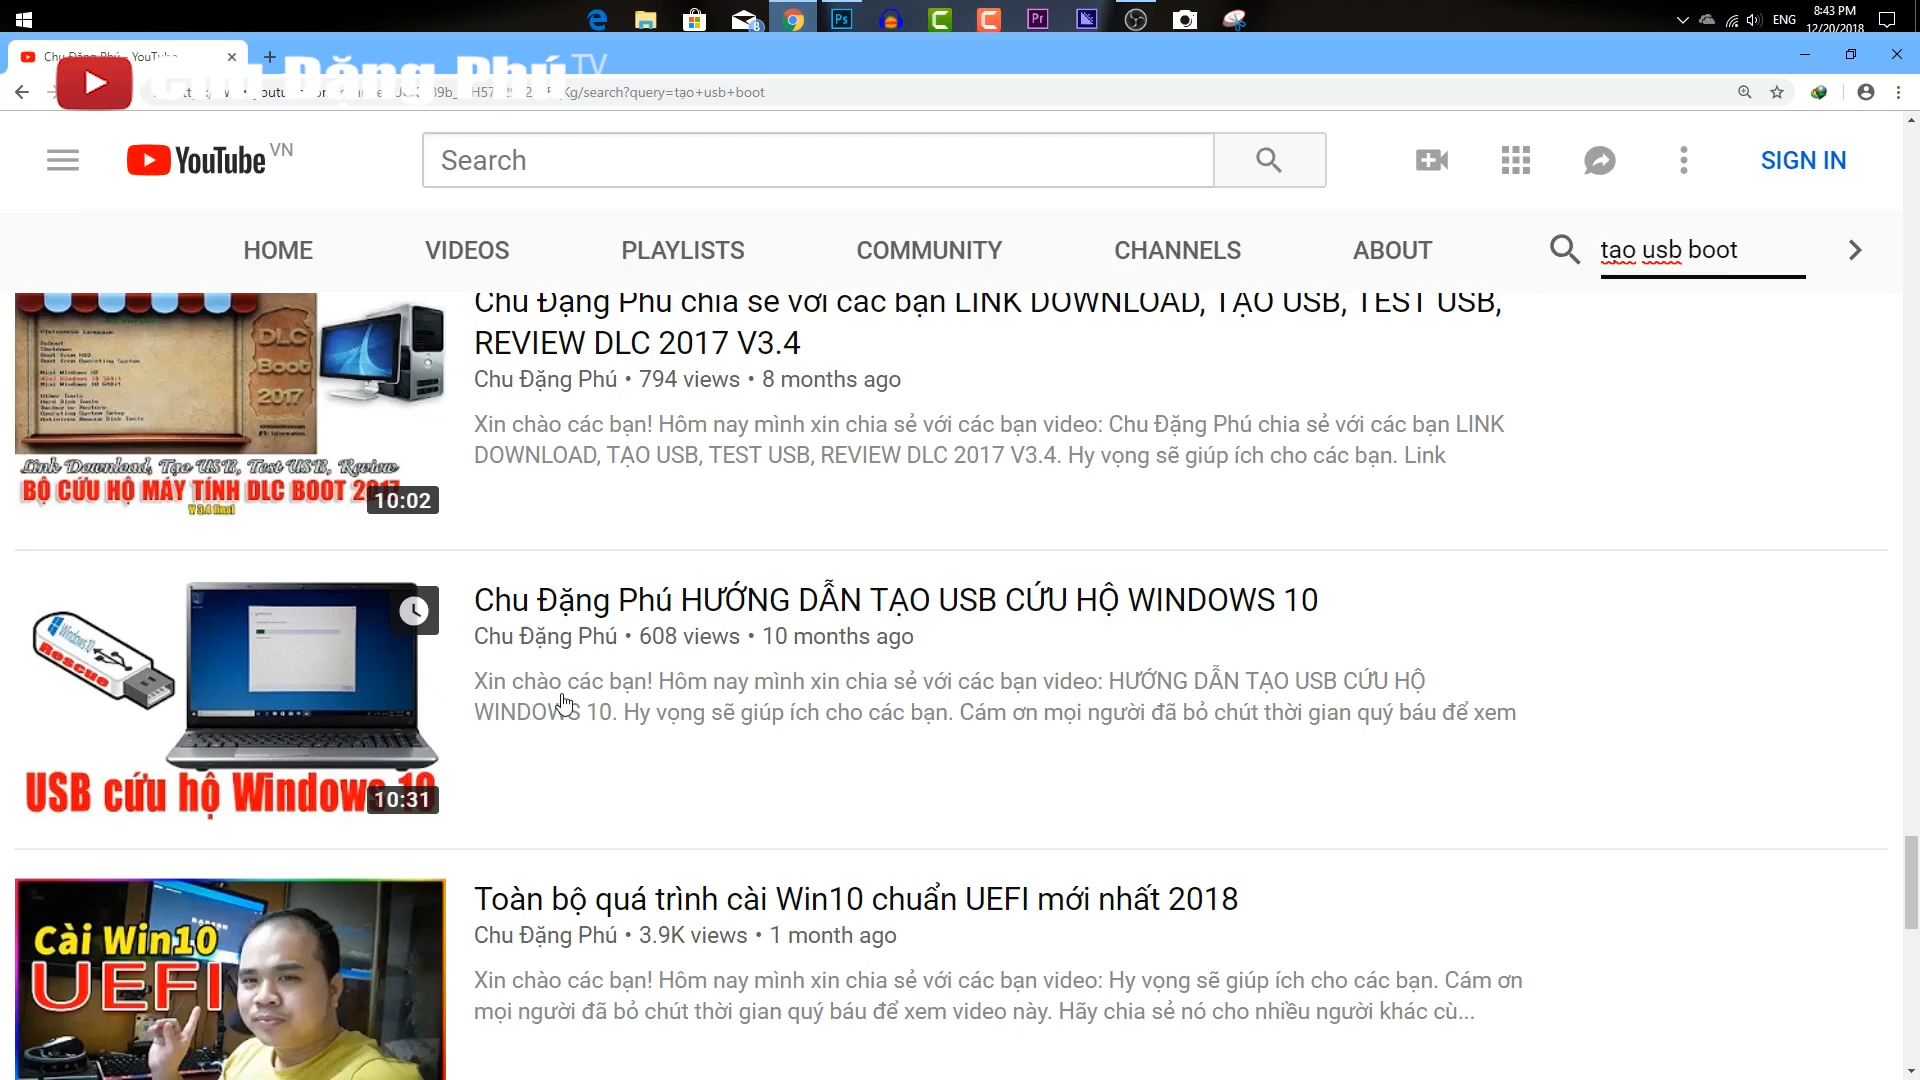 8:43 PM
ENG
12/20/2018
Chu Đặng Phú - YouTube
Chu Đặng Phú TV
/search?query=tạo+usb+boot
YouTube VN
Search
SIGN IN
HOME VIDEOS PLAYLISTS COMMUNITY CHANNELS ABOUT tạo usb boot
Chu Đặng Phú chia sẻ với các bạn LINK DOWNLOAD, TẠO USB, TEST USB,
REVIEW DLC 2017 V3.4
Chu Đặng Phú • 794 views • 8 months ago
Xin chào các bạn! Hôm nay mình xin chia sẻ với các bạn video: Chu Đặng Phú chia sẻ với các bạn LINK
DOWNLOAD, TẠO USB, TEST USB, REVIEW DLC 2017 V3.4. Hy vọng sẽ giúp ích cho các bạn. Link
DLC
Boot
2017
Link Download, Tạo USB, Test USB, Review
BỘ CỨU HỘ MÁY TÍNH DLC BOOT 2017
V 3.4 final
10:02
Chu Đặng Phú HƯỚNG DẪN TẠO USB CỨU HỘ WINDOWS 10
Chu Đặng Phú • 608 views • 10 months ago
Xin chào các bạn! Hôm nay mình xin chia sẻ với các bạn video: HƯỚNG DẪN TẠO USB CỨU HỘ
WINDOWS 10. Hy vọng sẽ giúp ích cho các bạn. Cám ơn mọi người đã bỏ chút thời gian quý báu để xem
Windows 10
Rescue
USB cứu hộ Windows 10
10:31
Toàn bộ quá trình cài Win10 chuẩn UEFI mới nhất 2018
Chu Đặng Phú • 3.9K views • 1 month ago
Xin chào các bạn! Hôm nay mình xin chia sẻ với các bạn video: Hy vọng sẽ giúp ích cho các bạn. Cám ơn
mọi người đã bỏ chút thời gian quý báu để xem video này. Hãy chia sẻ nó cho nhiều người khác cù...
Cài Win10
UEFI